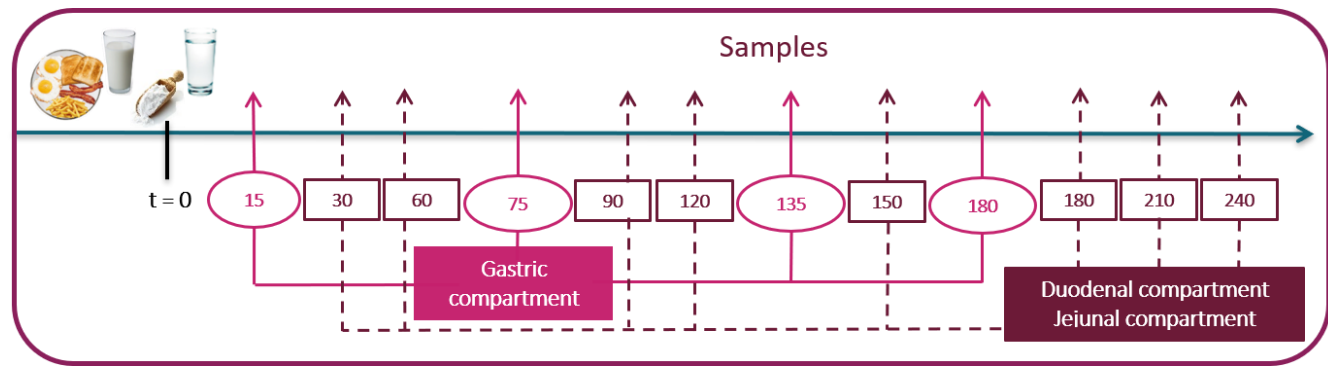 Samples
t = 0
15
30
60
75
90
120
135
150
180
180
210
240
Gastric
compartment
Duodenal compartment
Jejunal compartment